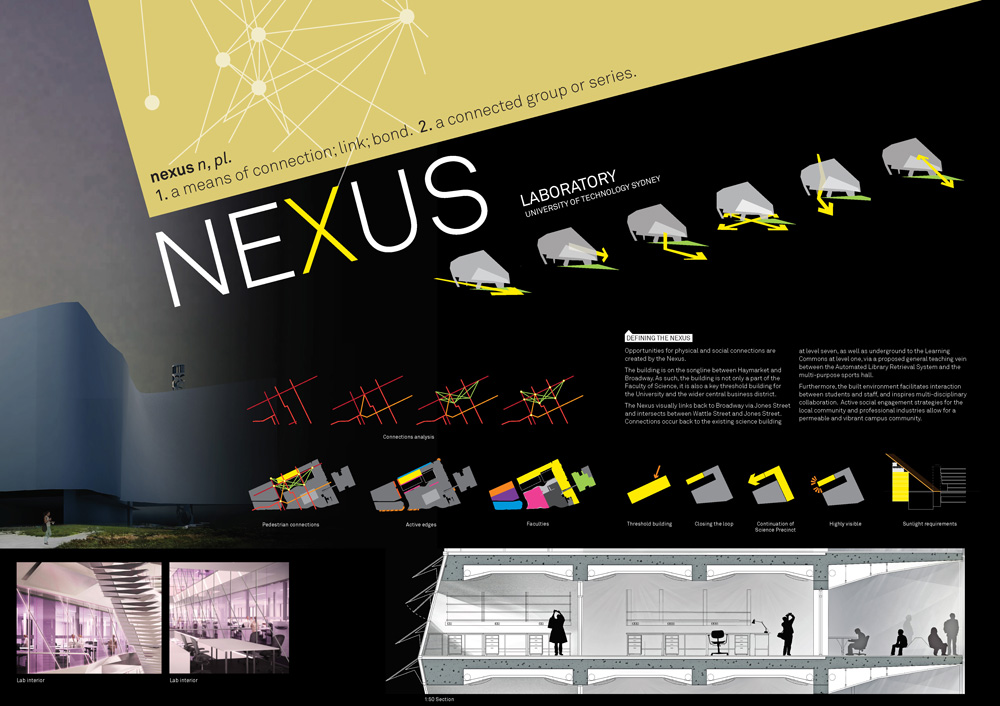 nexus n, pl.
1. a means of connection; link; bond. 2. a connected group or series.
NEXUS
LABORATORY
UNIVERSITY OF TECHNOLOGY SYDNEY
DEFINING THE NEXUS
Opportunities for physical and social connections are
created by the Nexus.
The building is on the songline between Haymarket and
Broadway. As such, the building is not only a part of the
Faculty of Science, it is also a key threshold building for
the University and the wider central business district.
The Nexus visually links back to Broadway via Jones Street
and intersects between Wattle Street and Jones Street.
Connections occur back to the existing science building
at level seven, as well as underground to the Learning
Commons at level one, via a proposed general teaching vein
between the Automated Library Retrieval System and the
multi-purpose sports hall.
Furthermore, the built environment facilitates interaction
between students and staff, and inspires multi-disciplinary
collaboration. Active social engagement strategies for the
local community and professional industries allow for a
permeable and vibrant campus community.
Connections analysis
Pedestrian connections
Active edges
Faculties
Threshold building
Closing the loop
Continuation of
Science Precinct
Highly visible
Sunlight requirements
Lab interior
Lab interior
1:50 Section